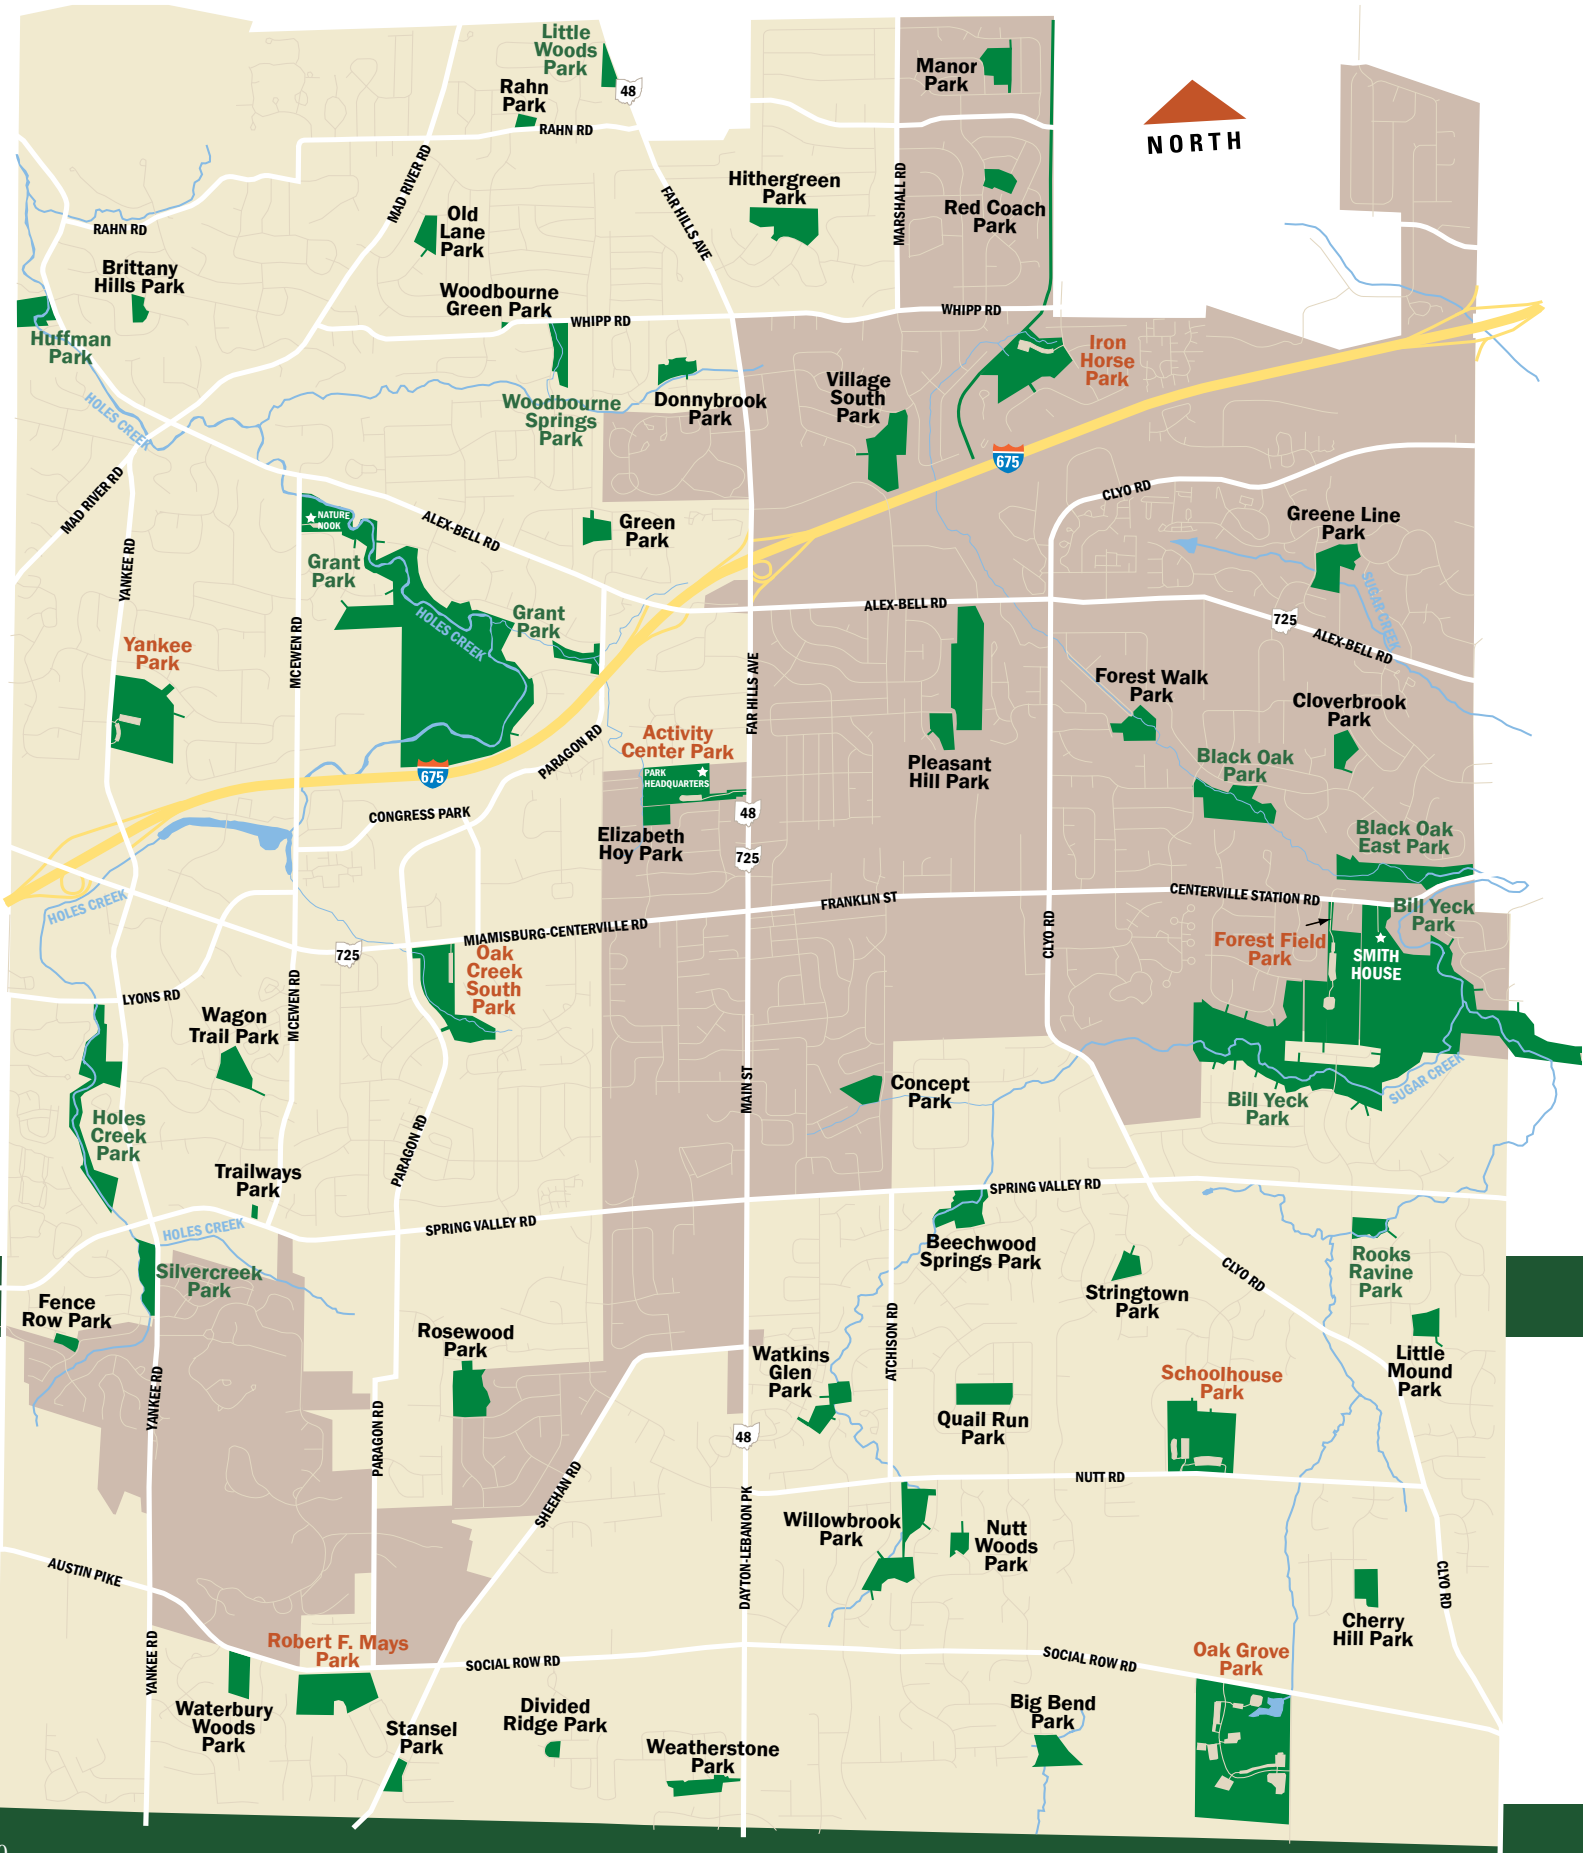 Little
Woods
Park
48
Rahn
Park
RAHN RD
Manor
Park
NORTH
MAD RIVER RD
FAR HILLS AVE
Hithergreen
Park
MARSHALL RD
Red Coach
Park
RAHN RD
Old
Lane
Park
Brittany
Hills Park
Woodbourne
Green Park
WHIPP RD
WHIPP RD
Huffman
Park
Iron
Horse
Park
HOLES CREEK
Woodbourne
Springs
Park
Donnybrook
Park
Village
South
Park
675
MAD RIVER RD
YANKEE RD
CLYO RD
NATURE
NOOK
ALEX-BELL RD
Green
Park
Greene Line
Park
Grant
Park
Grant
Park
HOLES CREEK
ALEX-BELL RD
SUGAR CREEK
725
ALEX-BELL RD
Yankee
Park
MCEWEN RD
FAR HILLS AVE
Forest Walk
Park
Cloverbrook
Park
Activity
Center Park
PARAGON RD
PARK
HEADQUARTERS
Pleasant
Hill Park
Black Oak
Park
675
CONGRESS PARK
48
Elizabeth
Hoy Park
725
Black Oak
East Park
HOLES CREEK
FRANKLIN ST
CENTERVILLE STATION RD
Bill Yeck
Park
MIAMISBURG-CENTERVILLE RD
725
CLYO RD
Forest Field
Park
SMITH
HOUSE
Oak
Creek
South
Park
LYONS RD
MCEWEN RD
Wagon
Trail Park
Concept
Park
MAIN ST
SUGAR CREEK
Bill Yeck
Park
Holes
Creek
Park
PARAGON RD
Trailways
Park
SPRING VALLEY RD
HOLES CREEK
SPRING VALLEY RD
Beechwood
Springs Park
Silvercreek
Park
Stringtown
Park
CLYO RD
Rooks
Ravine
Park
Fence
Row Park
Rosewood
Park
ATCHISON RD
Watkins
Glen
Park
Little
Mound
Park
YANKEE RD
Schoolhouse
Park
Quail Run
Park
PARAGON RD
48
SHEEHAN RD
NUTT RD
DAYTON-LEBANON PK
Willowbrook
Park
Nutt
Woods
Park
AUSTIN PIKE
CLYO RD
Cherry
Hill Park
YANKEE RD
Robert F. Mays
Park
SOCIAL ROW RD
SOCIAL ROW RD
Oak Grove
Park
Waterbury
Woods
Park
Stansel
Park
Divided
Ridge Park
Big Bend
Park
Weatherstone
Park